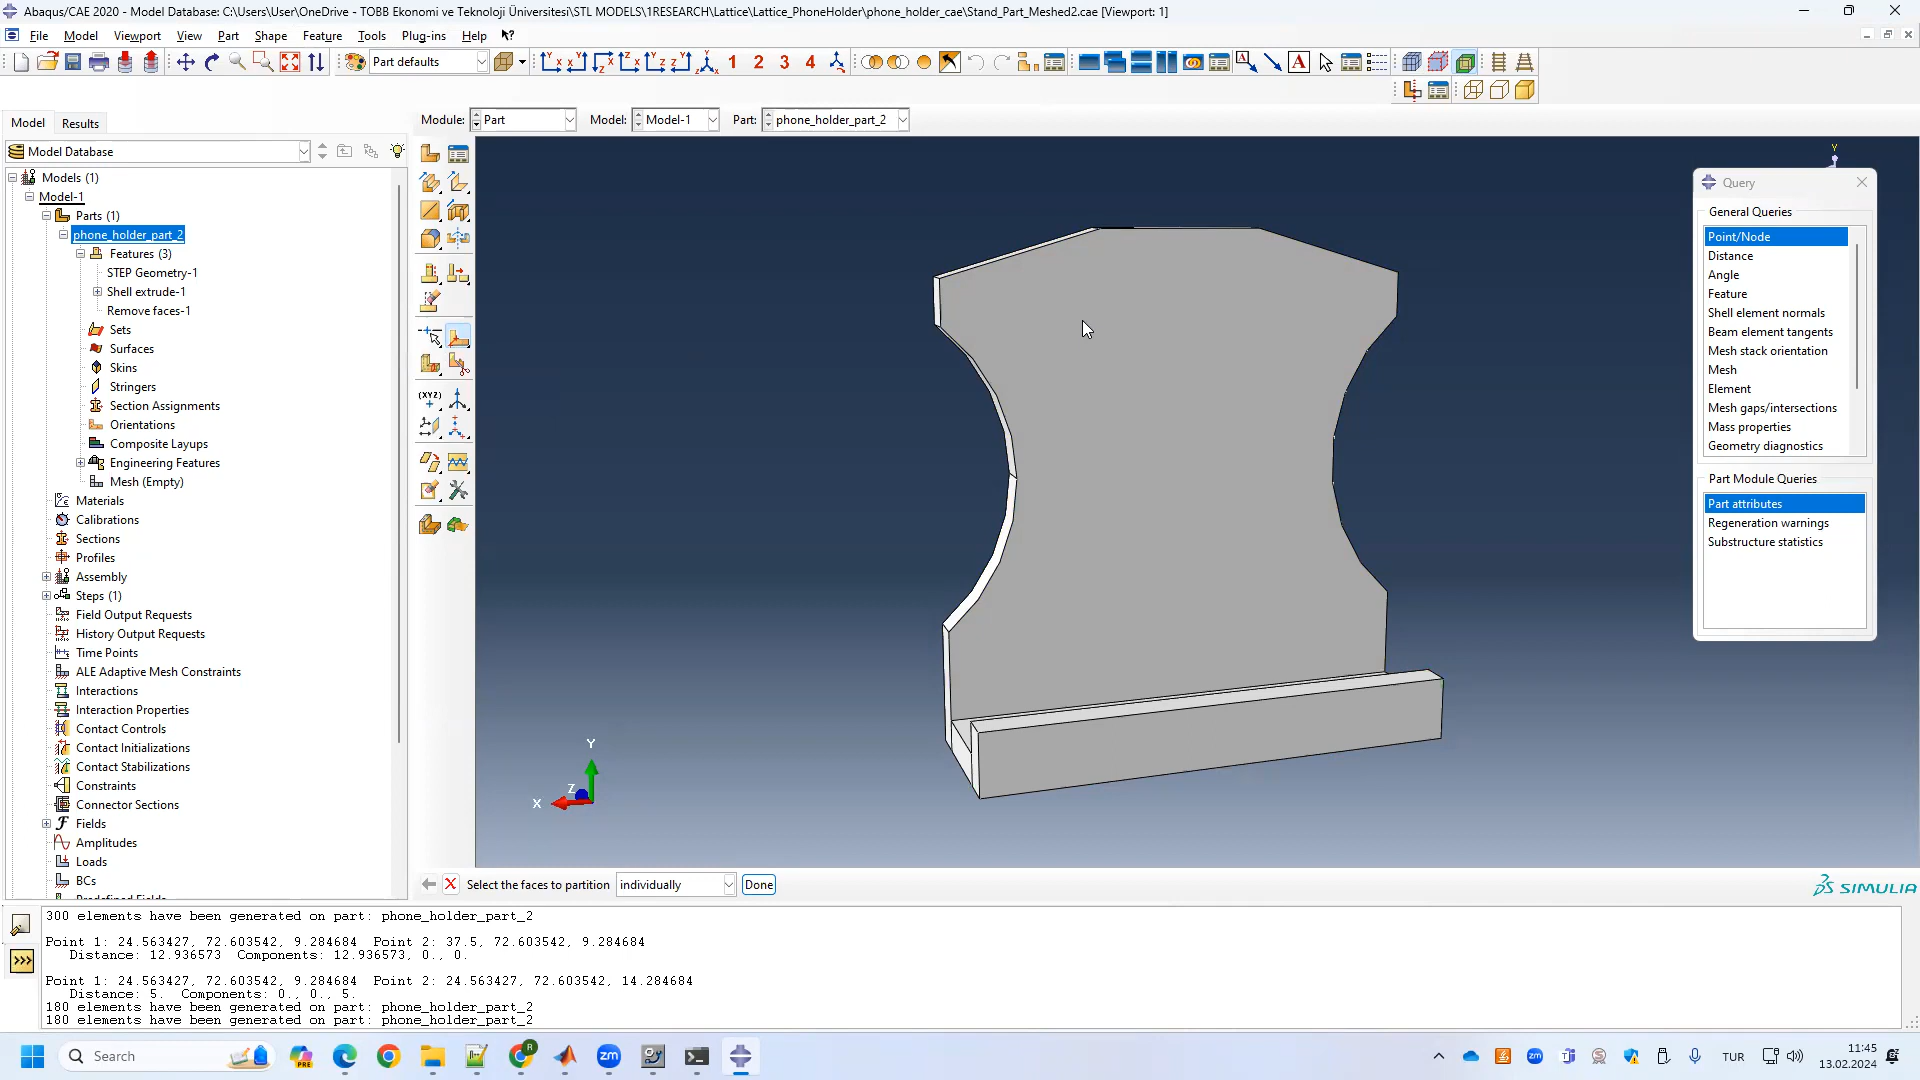 Abaqus/CAE 2020 - Model Database: C:\Users\User\OneDrive - TOBB Ekonomi ve Teknoloji Üniversitesi\STL MODELS\1RESEARCH\Lattice\Lattice_PhoneHolder\phone_holder_cae\Stand_Part_Meshed2.cae [Viewport: 1]
File Model Viewport View Part Shape Feature Tools Plug-ins Help
Part defaults
1 2 3 4
Model Results
Module: Part Model: Model-1 Part: phone_holder_part_2
Model Database
Models (1)
Model-1
Parts (1)
phone_holder_part_2
Features (3)
STEP Geometry-1
Shell extrude-1
Remove faces-1
Sets
Surfaces
Skins
Stringers
Section Assignments
Orientations
Composite Layups
Engineering Features
Mesh (Empty)
Materials
Calibrations
Sections
Profiles
Assembly
Steps (1)
Field Output Requests
History Output Requests
Time Points
ALE Adaptive Mesh Constraints
Interactions
Interaction Properties
Contact Controls
Contact Initializations
Contact Stabilizations
Constraints
Connector Sections
Fields
Amplitudes
Loads
BCs
Predefined Fields
(XYZ)
Y
Y
Z
X
Query
General Queries
Point/Node
Distance
Angle
Feature
Shell element normals
Beam element tangents
Mesh stack orientation
Mesh
Element
Mesh gaps/intersections
Mass properties
Geometry diagnostics
Part Module Queries
Part attributes
Regeneration warnings
Substructure statistics
Select the faces to partition individually Done
SIMULIA
300 elements have been generated on part: phone_holder_part_2
Point 1: 24.563427, 72.603542, 9.284684 Point 2: 37.5, 72.603542, 9.284684
Distance: 12.936573 Components: 12.936573, 0., 0.
Point 1: 24.563427, 72.603542, 9.284684 Point 2: 24.563427, 72.603542, 14.284684
Distance: 5. Components: 0., 0., 5.
180 elements have been generated on part: phone_holder_part_2
180 elements have been generated on part: phone_holder_part_2
>>>
Search
TUR
11:45
13.02.2024